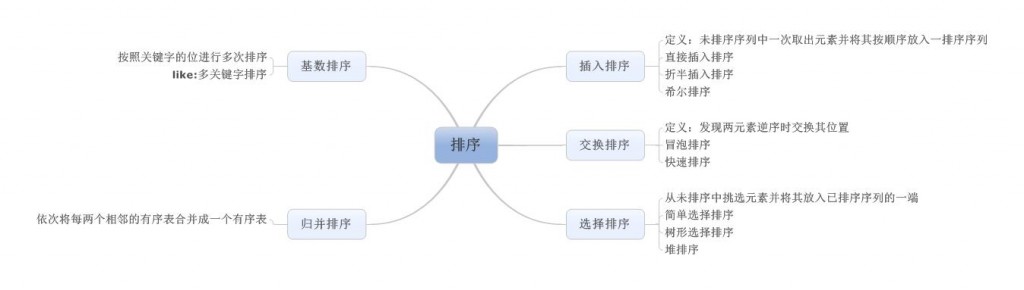 排序
基数排序
按照关键字的位进行多次排序
like:多关键字排序
归并排序
依次将每两个相邻的有序表合并成一个有序表
插入排序
定义：未排序序列中一次取出元素并将其按顺序放入一排序序列
直接插入排序
折半插入排序
希尔排序
交换排序
定义：发现两元素逆序时交换其位置
冒泡排序
快速排序
选择排序
从未排序中挑选元素并将其放入已排序序列的一端
简单选择排序
树形选择排序
堆排序